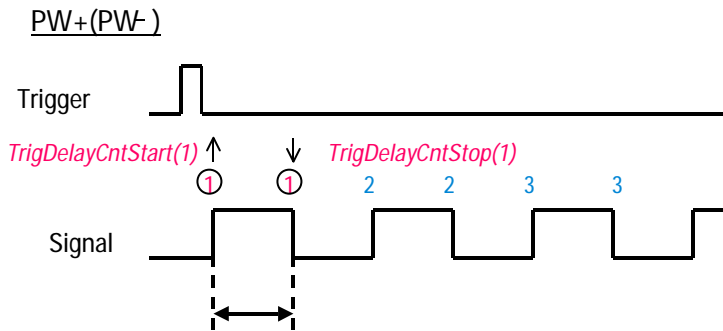 PW+(PW-)
Trigger
TrigDelayCntStart(1) TrigDelayCntStop(1)
1 1 2 2 3 3
Signal